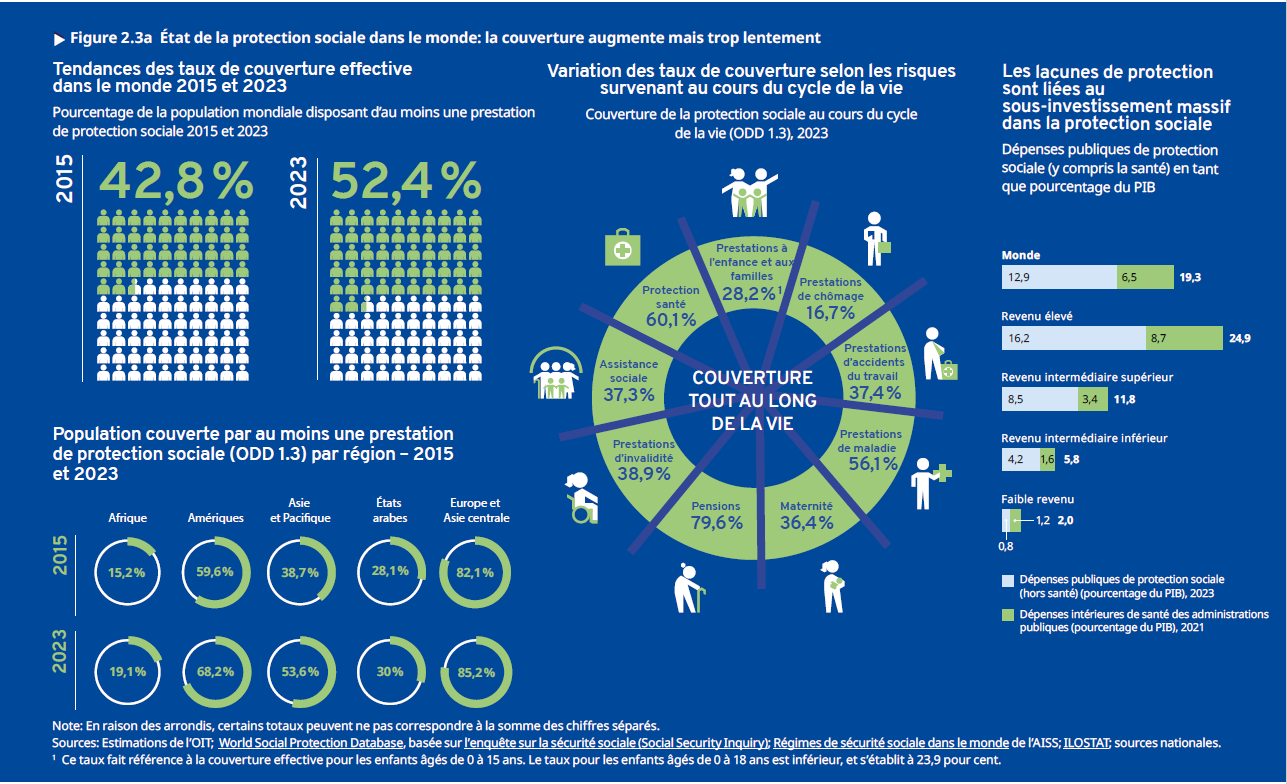 ▶ Figure 2.3a État de la protection sociale dans le monde: la couverture augmente mais trop lentement
Tendances des taux de couverture effective
dans le monde 2015 et 2023
Pourcentage de la population mondiale disposant d'au moins une prestation
de protection sociale 2015 et 2023
2015
42,8 %
2023
52,4 %
Population couverte par au moins une prestation
de protection sociale (ODD 1.3) par région – 2015
et 2023
Afrique
Amériques
Asie
et Pacifique
États
arabes
Europe et
Asie centrale
2015
15,2 %
59,6 %
38,7 %
28,1 %
82,1 %
2023
19,1 %
68,2 %
53,6 %
30 %
85,2 %
Variation des taux de couverture selon les risques
survenant au cours du cycle de la vie
Couverture de la protection sociale au cours du cycle
de la vie (ODD 1.3), 2023
Prestations à
l'enfance et aux
familles
28,2 % ¹
Prestations
de chômage
16,7 %
Prestations
d'accidents
du travail
37,4 %
Prestations
de maladie
56,1 %
Maternité
36,4 %
Pensions
79,6 %
Prestations
d'invalidité
38,9 %
Assistance
sociale
37,3 %
Protection
santé
60,1 %
COUVERTURE
TOUT AU LONG
DE LA VIE
Les lacunes de protection
sont liées au
sous-investissement massif
dans la protection sociale
Dépenses publiques de protection
sociale (y compris la santé) en tant
que pourcentage du PIB
Monde
12,9 6,5 19,3
Revenu élevé
16,2 8,7 24,9
Revenu intermédiaire supérieur
8,5 3,4 11,8
Revenu intermédiaire inférieur
4,2 1,6 5,8
Faible revenu
1,2 2,0
0,8
Dépenses publiques de protection sociale
(hors santé) (pourcentage du PIB), 2023
Dépenses intérieures de santé des administrations
publiques (pourcentage du PIB), 2021
Note: En raison des arrondis, certains totaux peuvent ne pas correspondre à la somme des chiffres séparés.
Sources: Estimations de l'OIT; World Social Protection Database, basée sur l'enquête sur la sécurité sociale (Social Security Inquiry); Régimes de sécurité sociale dans le monde de l'AISS; ILOSTAT; sources nationales.
¹ Ce taux fait référence à la couverture effective pour les enfants âgés de 0 à 15 ans. Le taux pour les enfants âgés de 0 à 18 ans est inférieur, et s'établit à 23,9 pour cent.